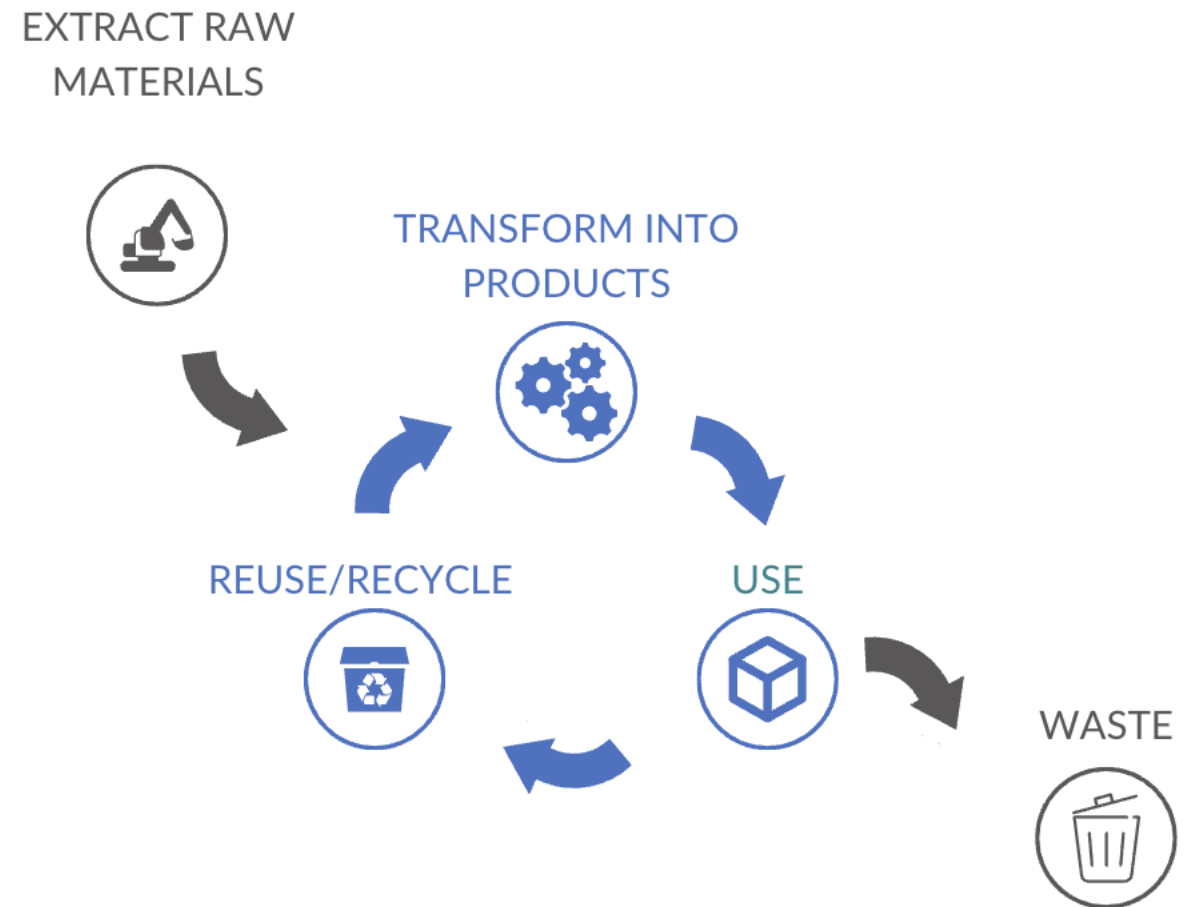 EXTRACT RAW
MATERIALS
TRANSFORM INTO
PRODUCTS
REUSE/RECYCLE
USE
WASTE